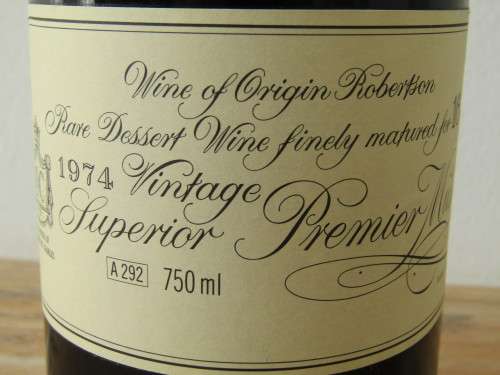 Wine of Origin Robertson
Rare Dessert Wine finely matured for
1974 Vintage
Superior Premier
A 292 750 ml